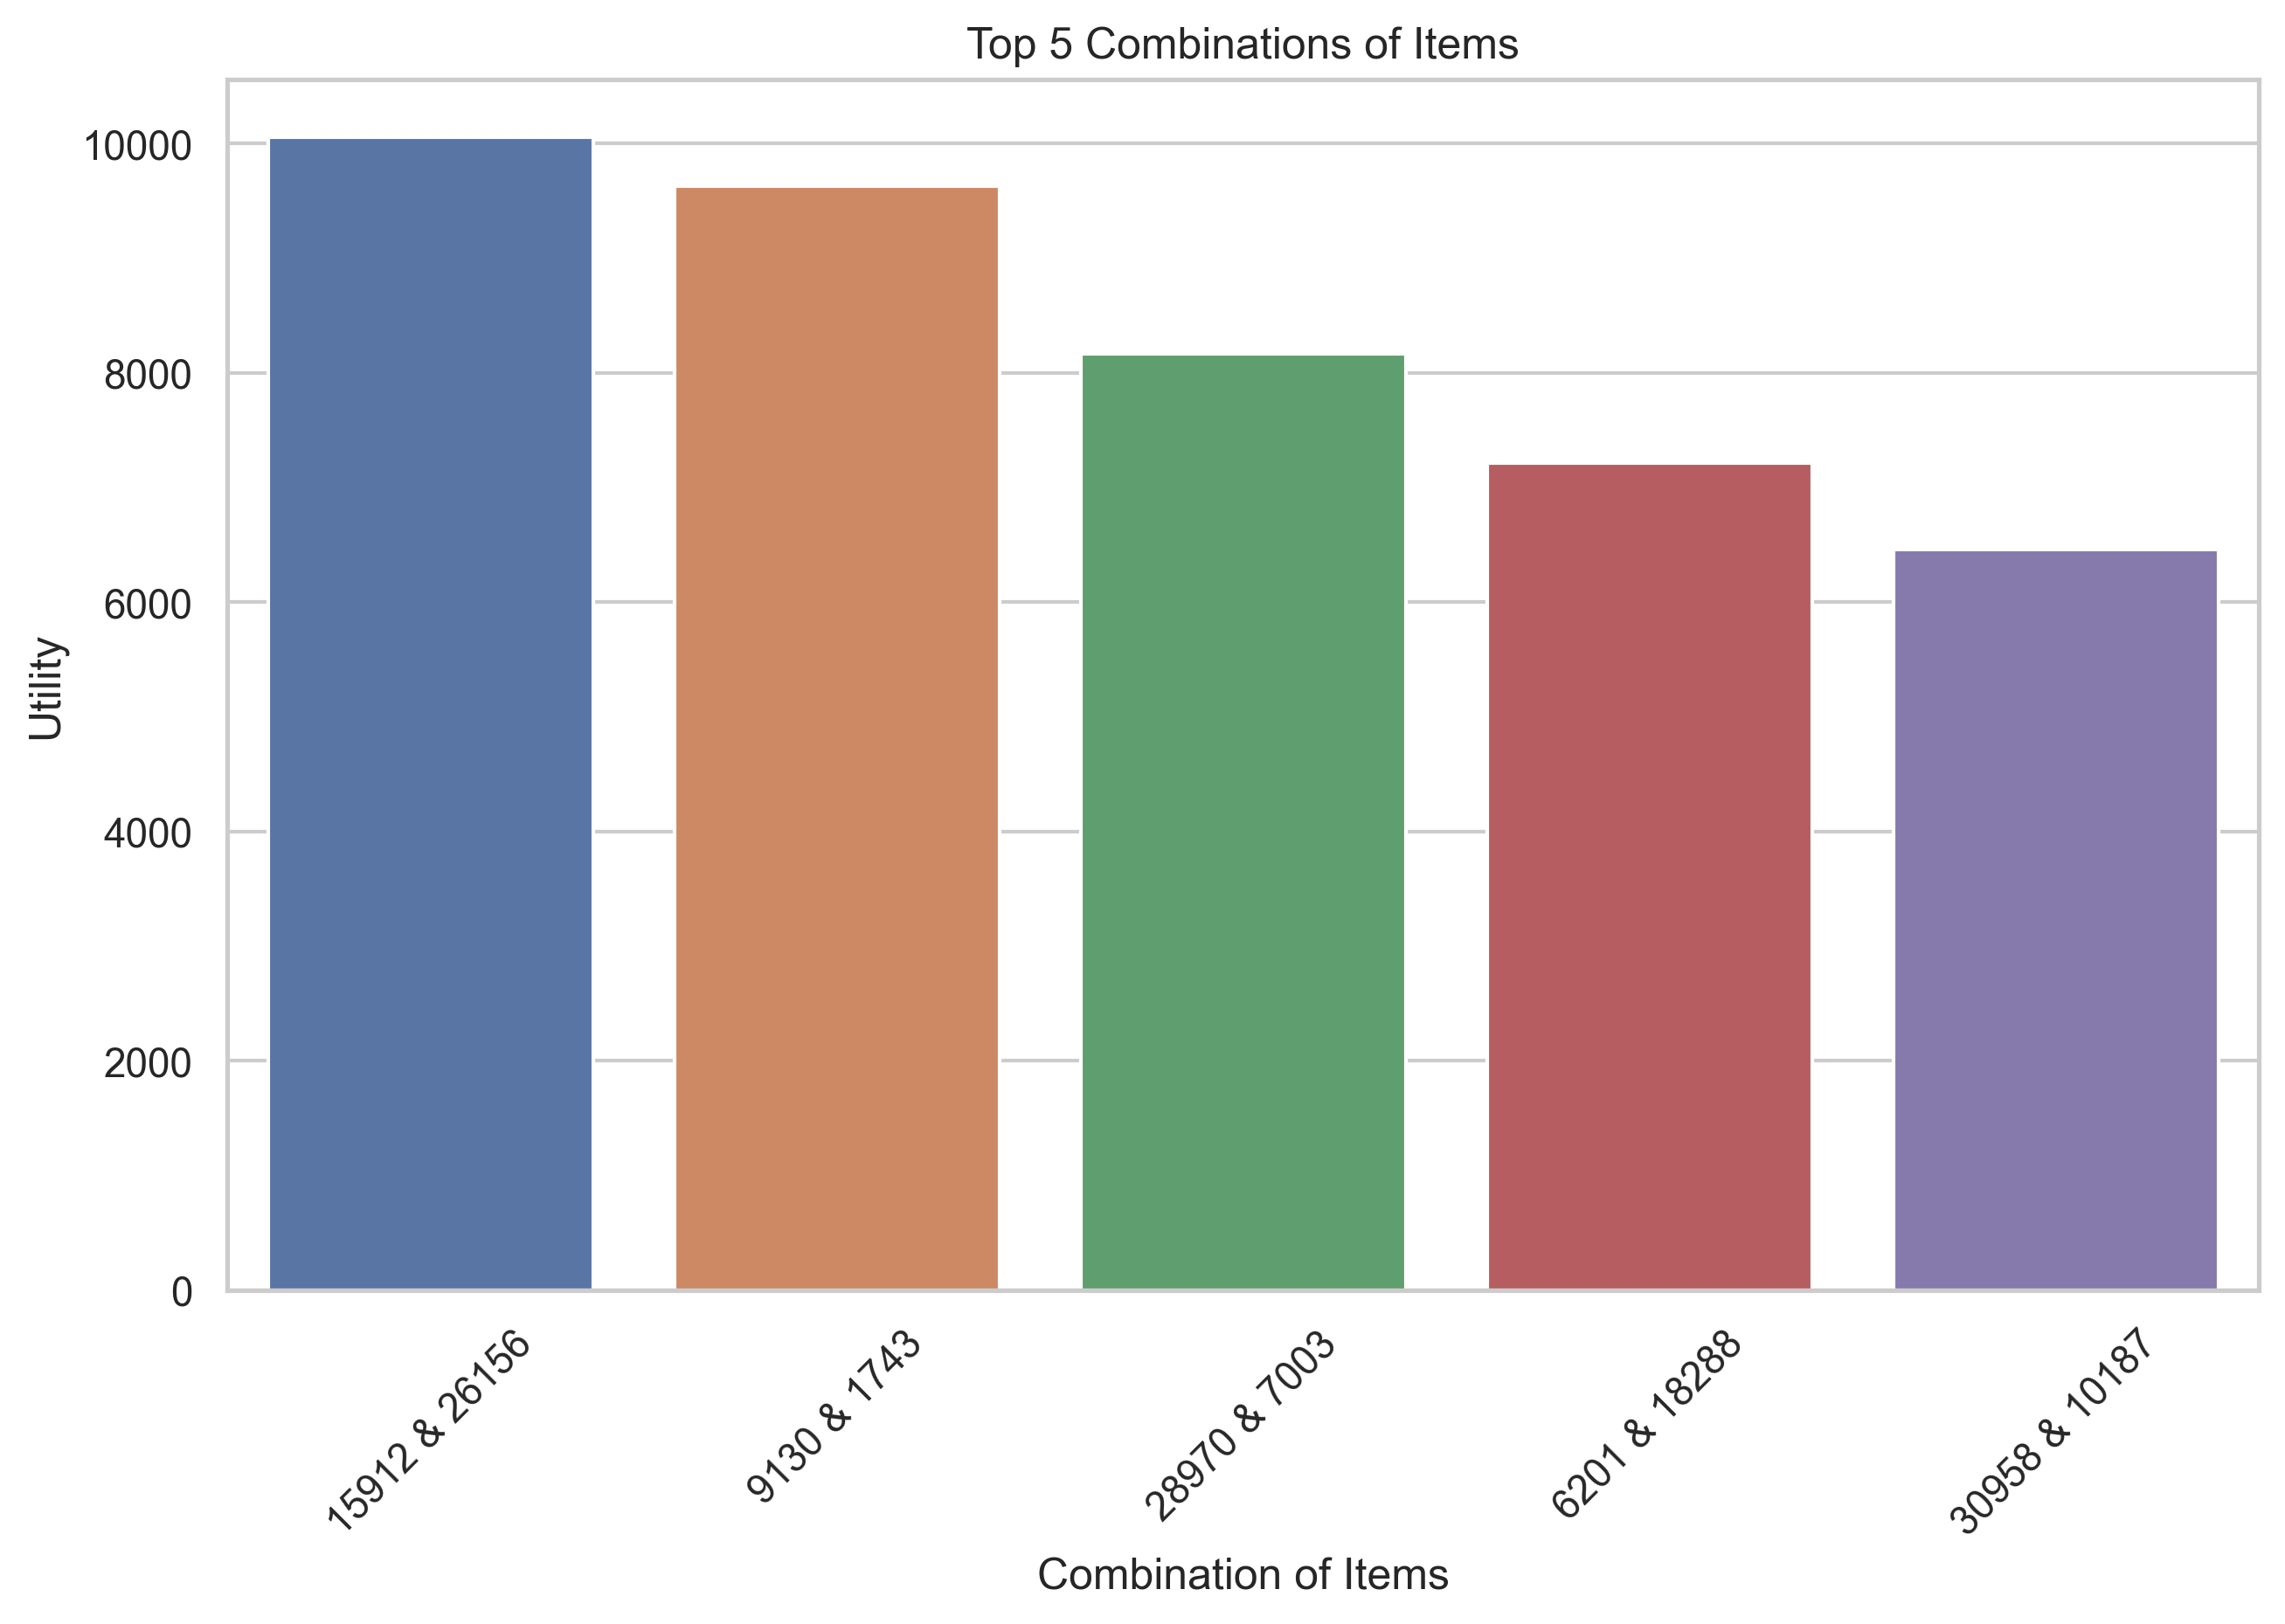 Top 5 Combinations of Items
10000
8000
6000
4000
2000
0
Utility
15912 & 26156
9130 & 1743
28970 & 7003
6201 & 18288
30958 & 10187
Combination of Items